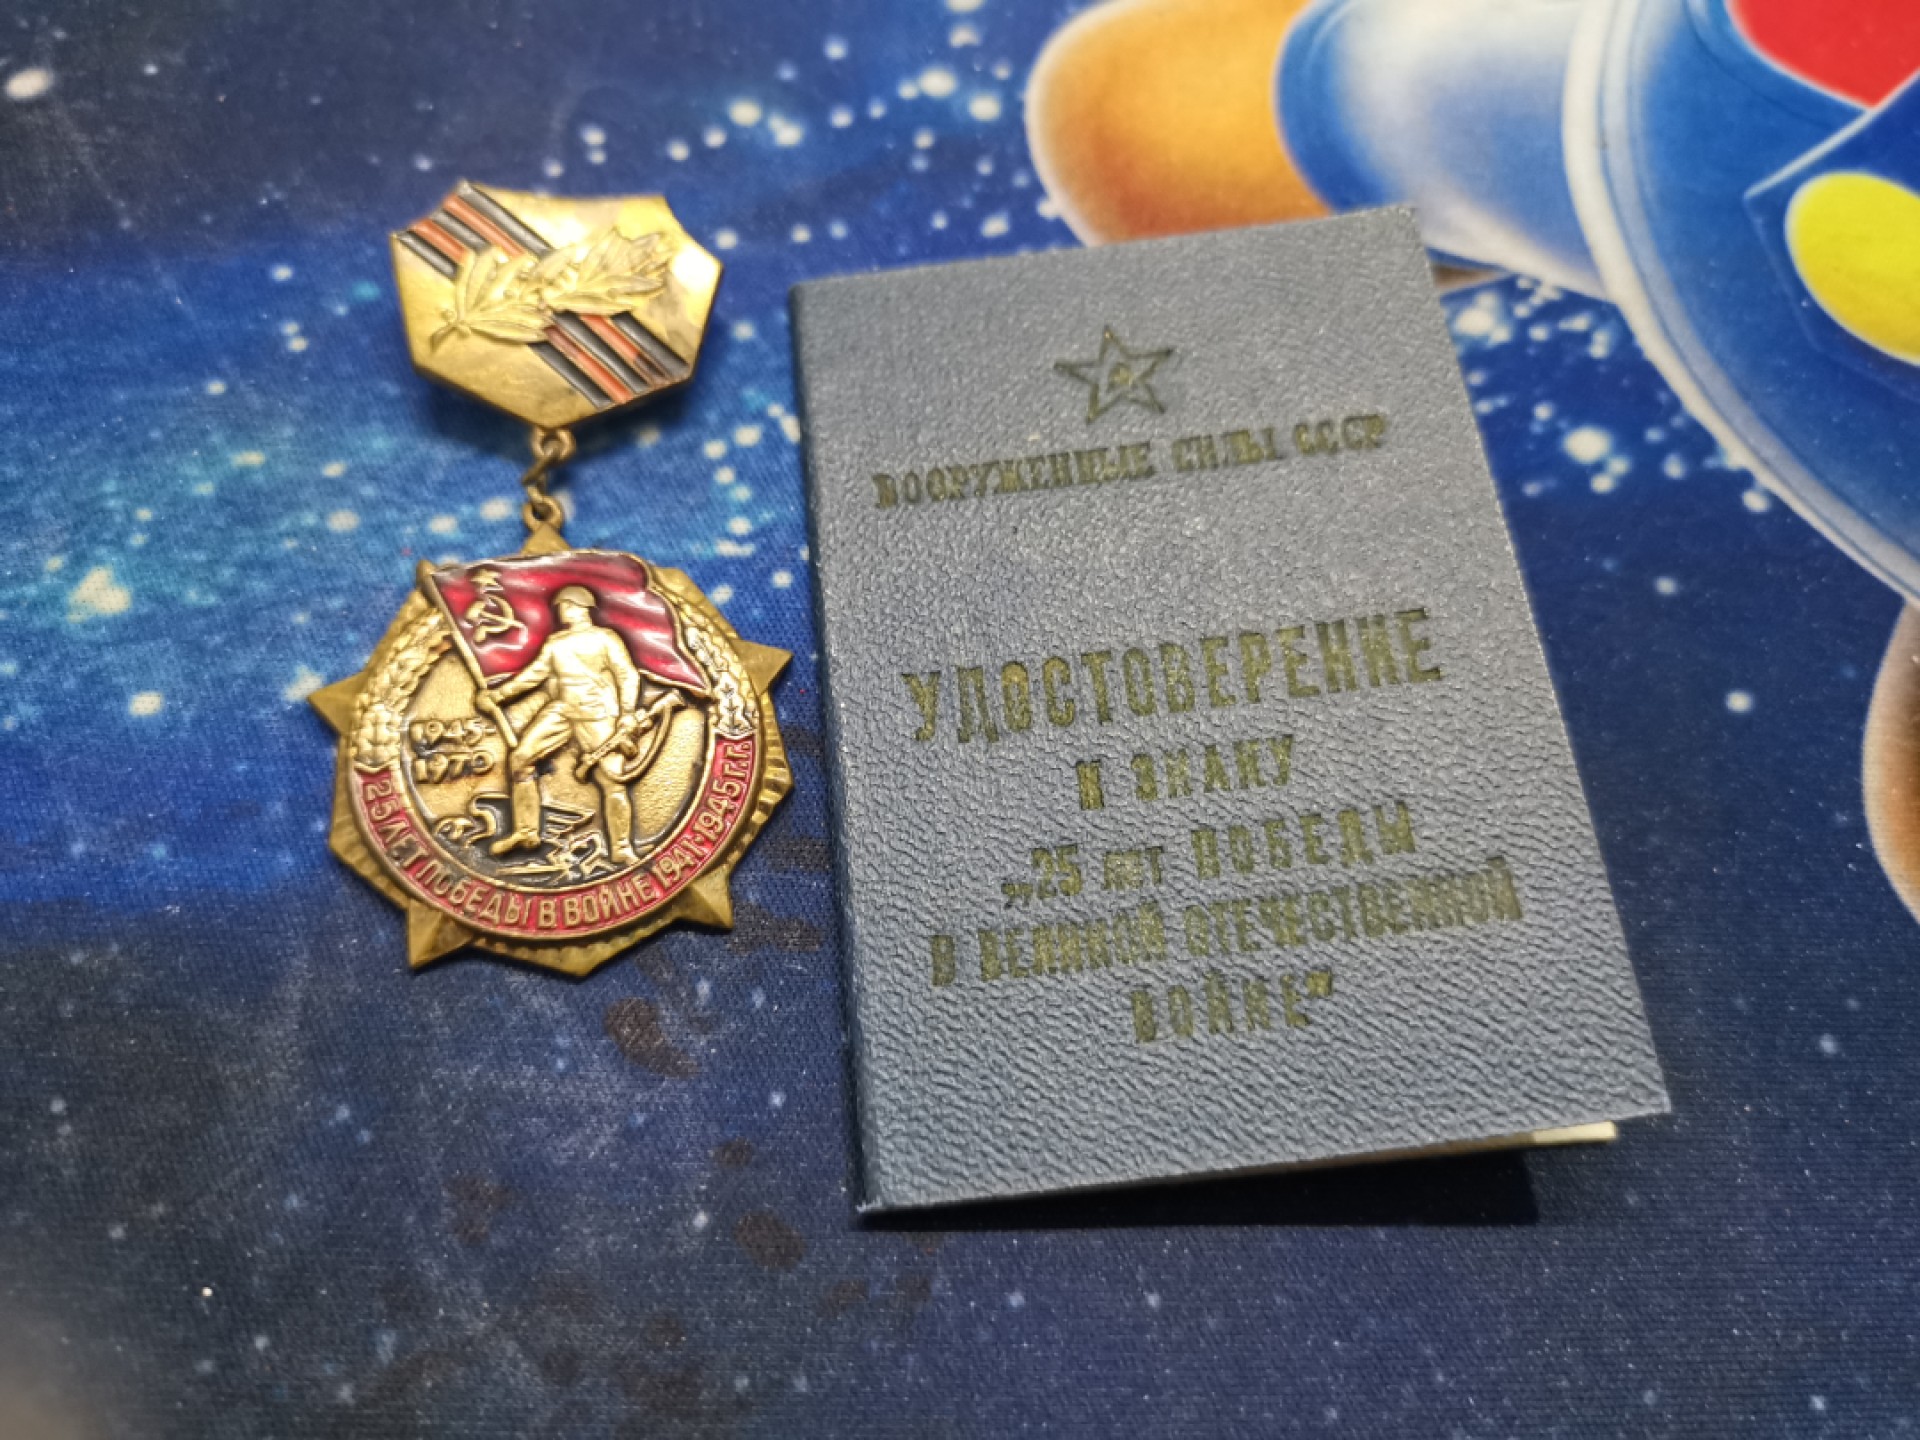 1945-
1970
25 ЛЕТ ПОБЕДЫ В ВОЙНЕ 1941-1945 г.г.
ВООРУЖЕННЫЕ СИЛЫ СССР
УДОСТОВЕРЕНИЕ
К ЗНАКУ
„25 лет ПОБЕДЫ
В ВЕЛИКОЙ ОТЕЧЕСТВЕННОЙ
ВОЙНЕ"